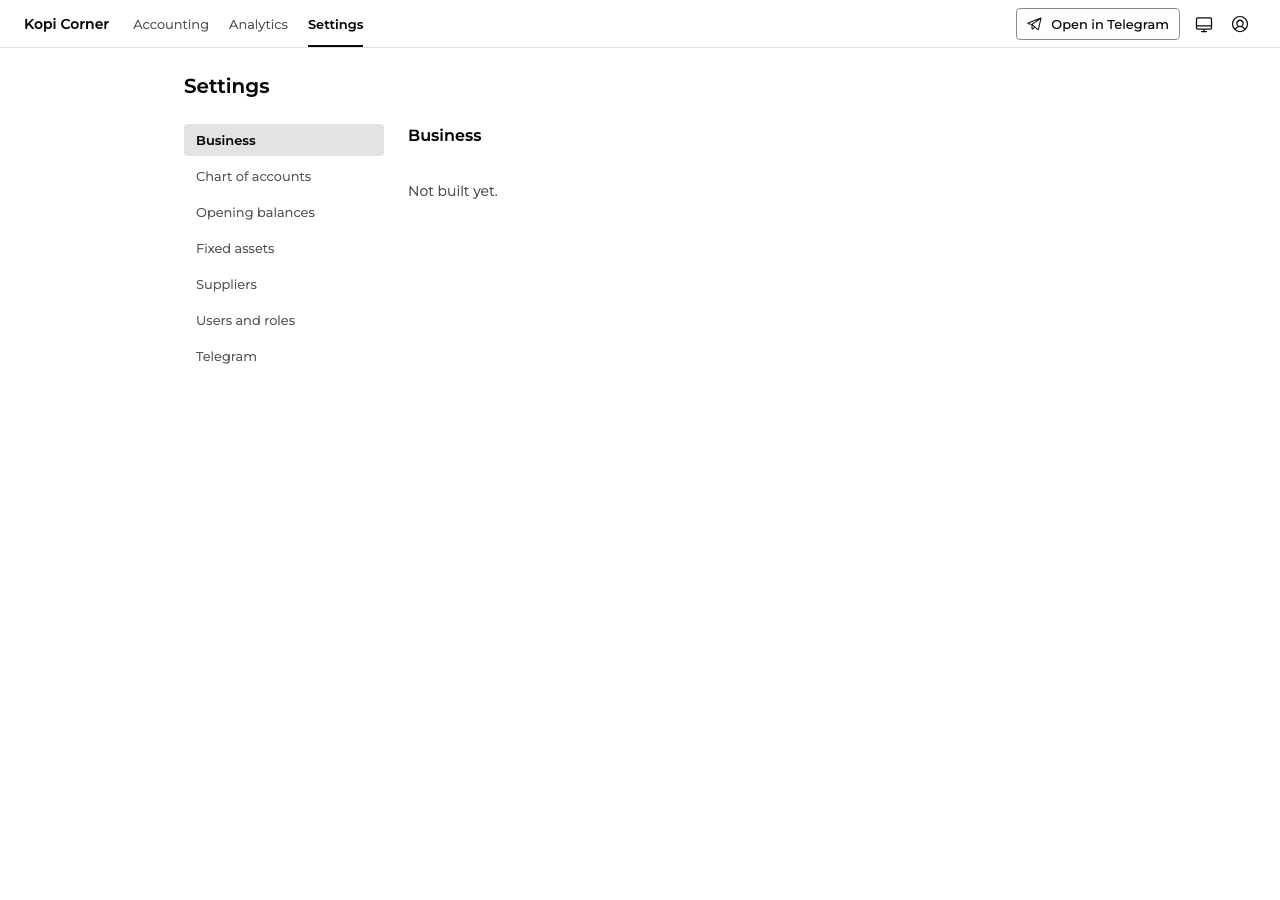 Kopi Corner
Accounting
Analytics
Settings
Open in Telegram
Settings
Business
Chart of accounts
Opening balances
Fixed assets
Suppliers
Users and roles
Telegram
Business
Not built yet.